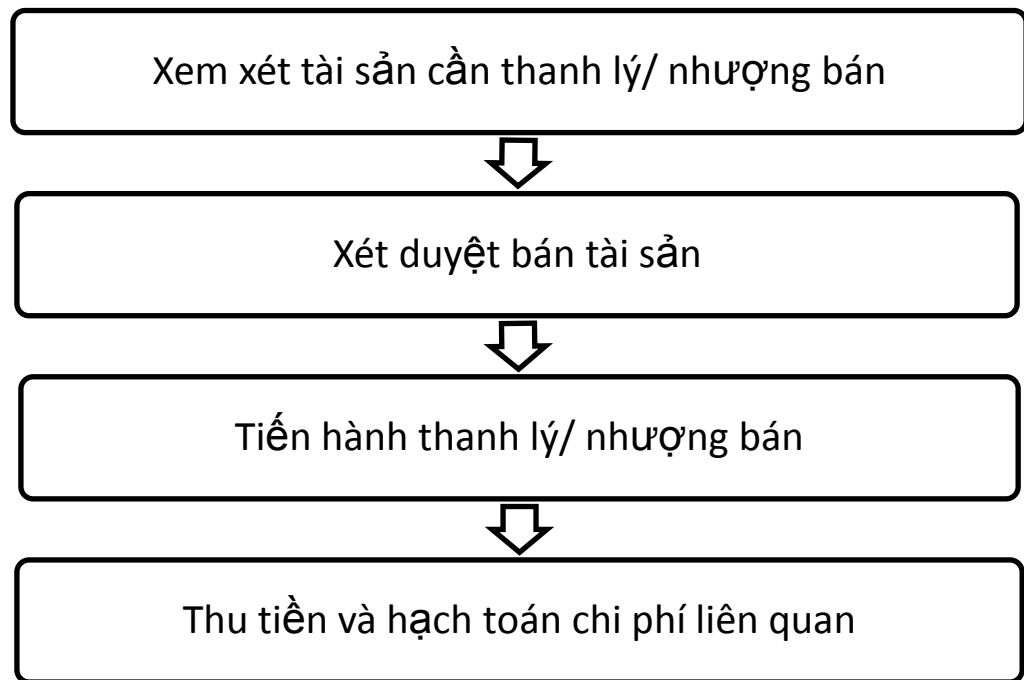 Xem xét tài sản cần thanh lý/ nhượng bán
Xét duyệt bán tài sản
Tiến hành thanh lý/ nhượng bán
Thu tiền và hạch toán chi phí liên quan